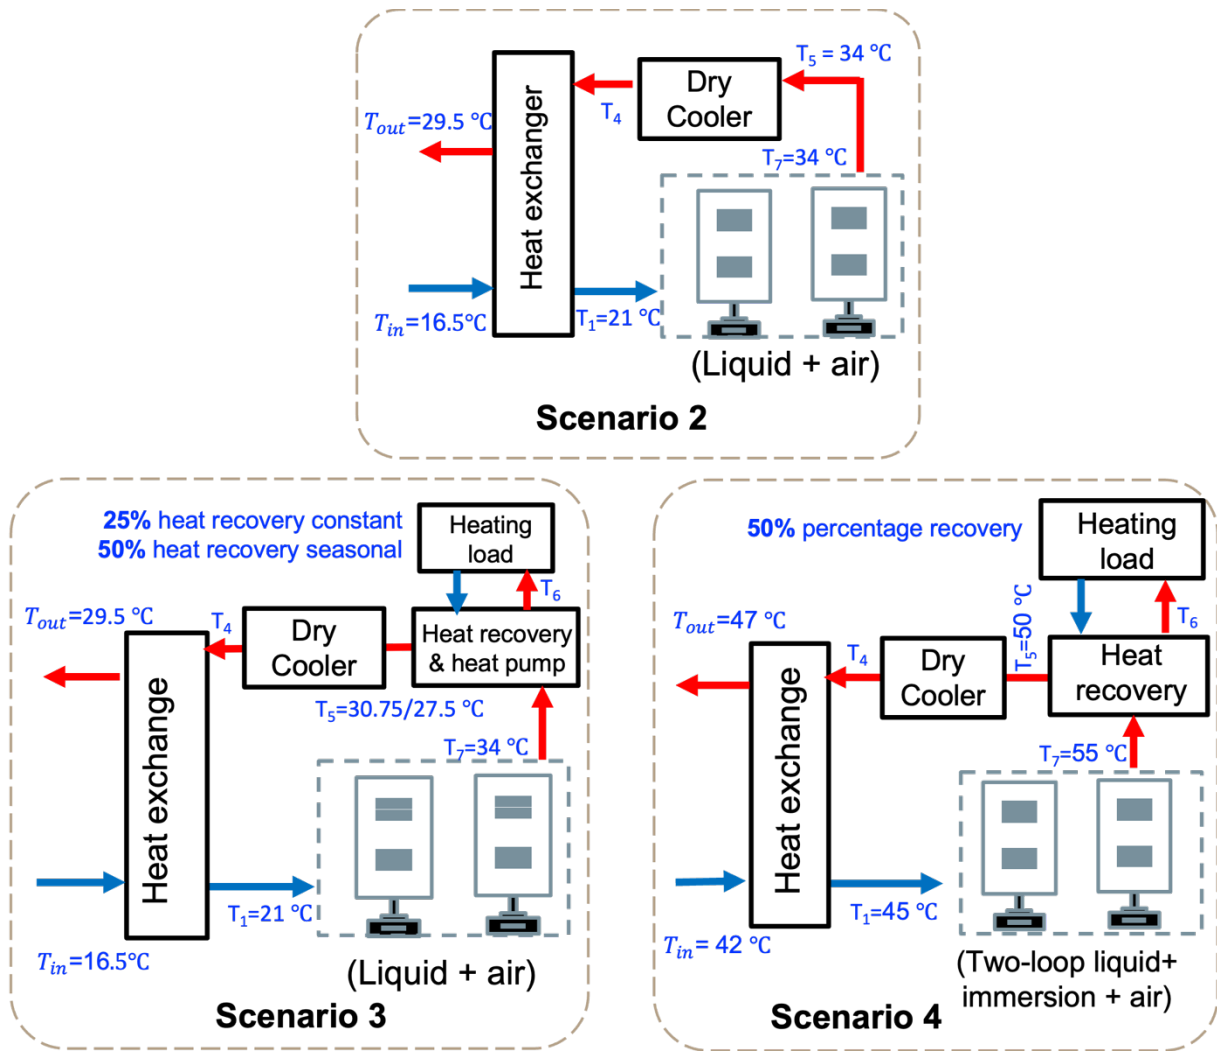 T5 = 34 ℃
Dry
Cooler
T4
Heat exchanger
Tout=29.5 ℃
T7=34 ℃
Tin=16.5℃
T1=21 ℃
(Liquid + air)
Scenario 2
25% heat recovery constant
50% heat recovery seasonal
Heating
load
T6
Tout=29.5 ℃
T4
Dry
Cooler
Heat recovery
& heat pump
Heat exchange
T5=30.75/27.5 ℃
T7=34 ℃
T1=21 ℃
Tin=16.5℃
(Liquid + air)
Scenario 3
50% percentage recovery
Heating
load
T6
T5=50 ℃
Tout=47 ℃
T4
Dry
Cooler
Heat
recovery
Heat exchange
T7=55 ℃
T1=45 ℃
Tin= 42 ℃
(Two-loop liquid+
immersion + air)
Scenario 4